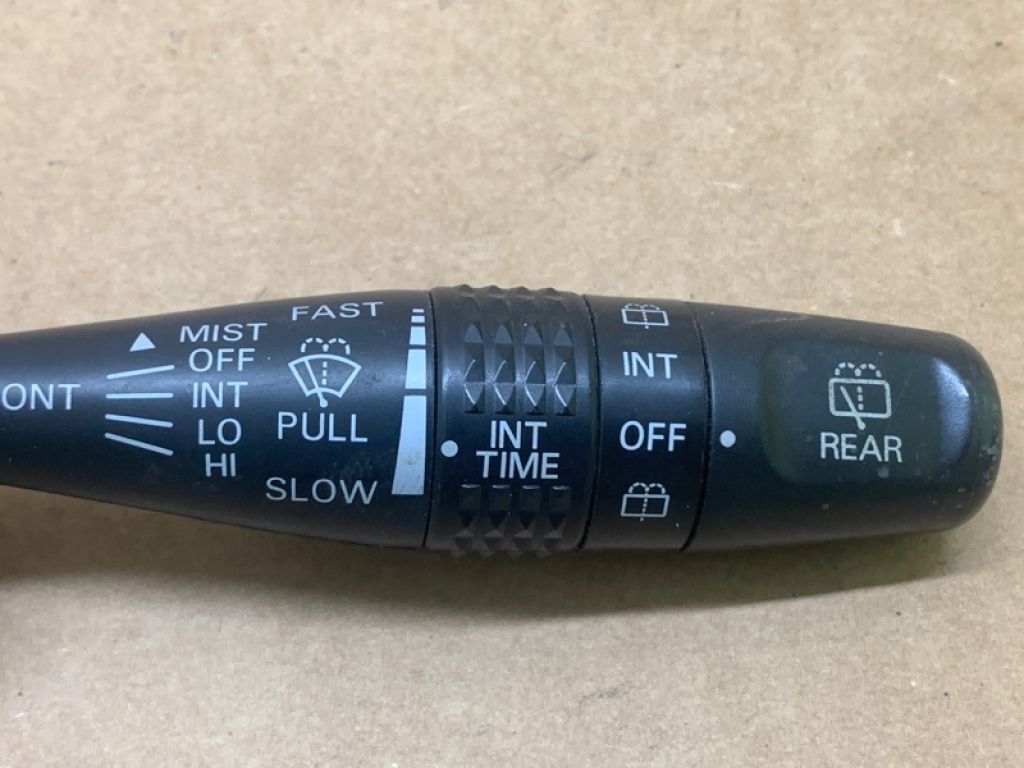 ONT
MIST
OFF
INT
LO
HI
FAST
PULL
SLOW
INT
TIME
INT
OFF
REAR